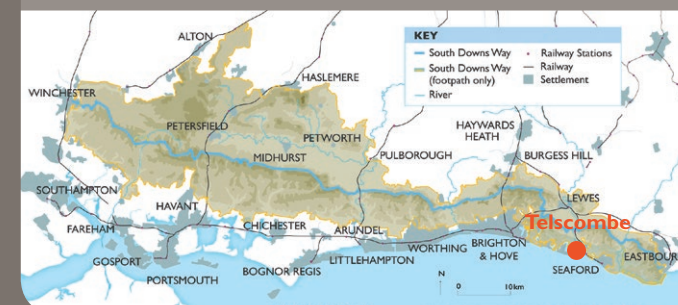 ALTON
KEY
South Downs Way
South Downs Way
(footpath only)
River
Railway Stations
Railway
Settlement
HASLEMERE
WINCHESTER
PETERSFIELD
PETWORTH
HAYWARDS
HEATH
MIDHURST
PULBOROUGH
BURGESS HILL
SOUTHAMPTON
HAVANT
LEWES
FAREHAM
CHICHESTER
ARUNDEL
Telscombe
GOSPORT
WORTHING
BRIGHTON
& HOVE
EASTBOUR
PORTSMOUTH
BOGNOR REGIS
LITTLEHAMPTON
SEAFORD
N
0 10km